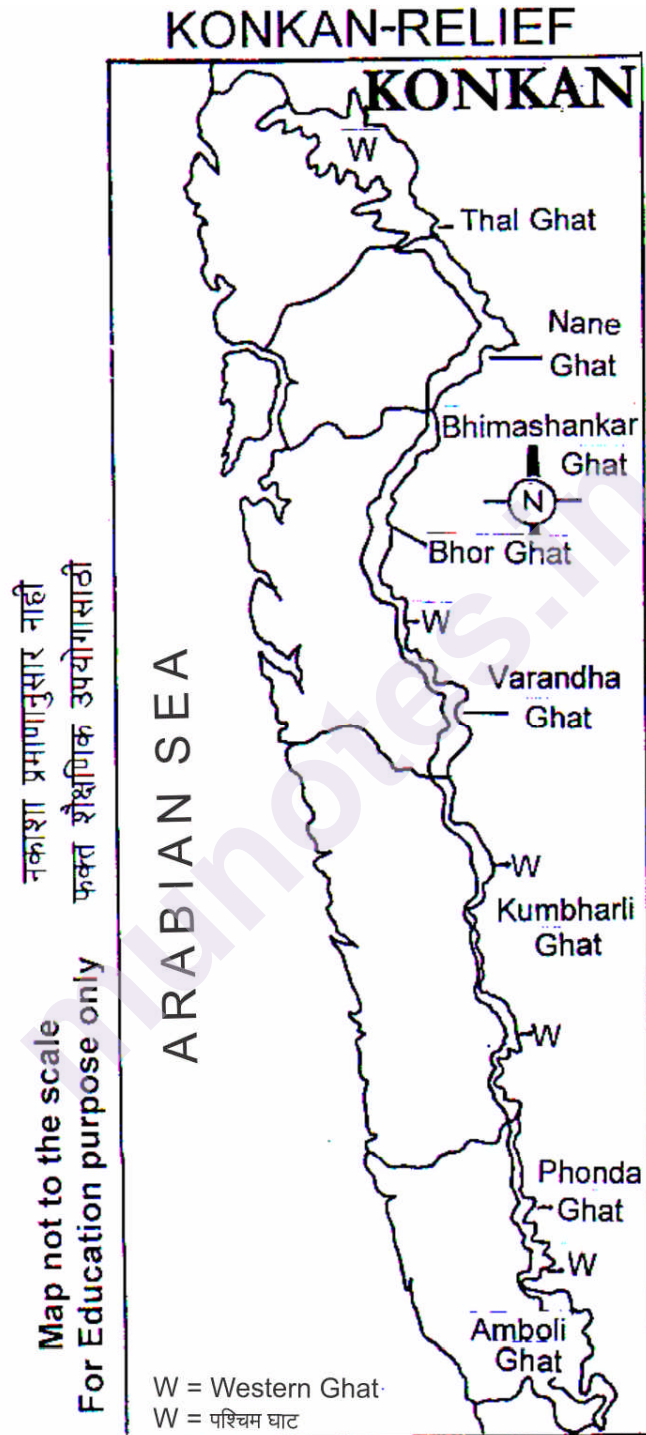 KONKAN-RELIEF
KONKAN
W
Thal Ghat
Nane
Ghat
Bhimashankar
Ghat
N
Bhor Ghat
W
Varandha
Ghat
W
Kumbharli
Ghat
W
Phonda
Ghat
W
Amboli
Ghat
ARABIAN SEA
नकाशा प्रमाणानुसार नाही
फक्त शैक्षणिक उपयोगासाठी
Map not to the scale
For Education purpose only
W = Western Ghat
W = पश्चिम घाट
munotes.in